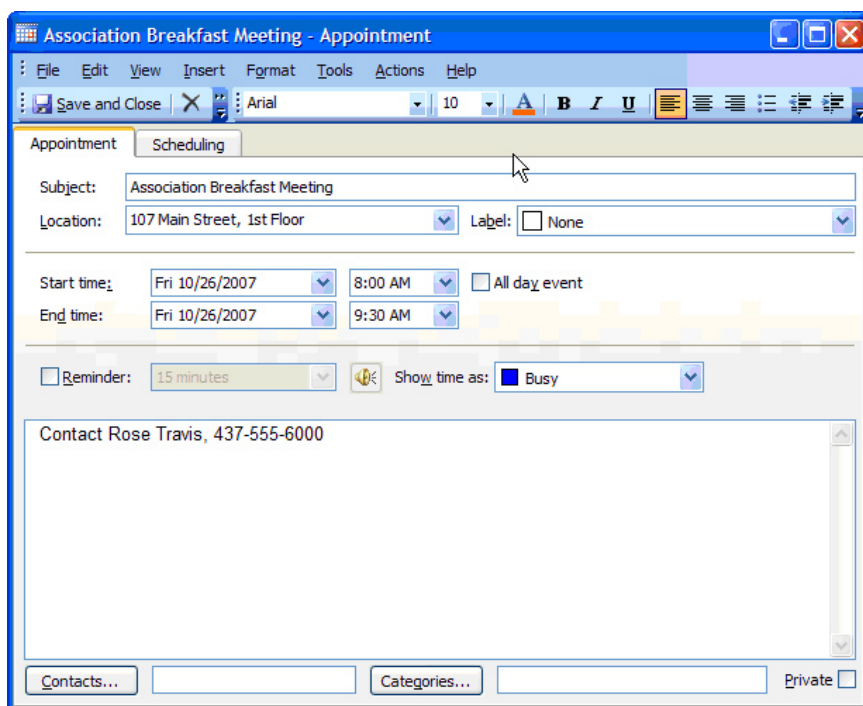 Association Breakfast Meeting - Appointment
File Edit View Insert Format Tools Actions Help
Save and Close Arial 10 A B I U
Appointment Scheduling
Subject: Association Breakfast Meeting
Location: 107 Main Street, 1st Floor Label: None
Start time: Fri 10/26/2007 8:00 AM All day event
End time: Fri 10/26/2007 9:30 AM
Reminder: 15 minutes Show time as: Busy
Contact Rose Travis, 437-555-6000
Contacts... Categories... Private